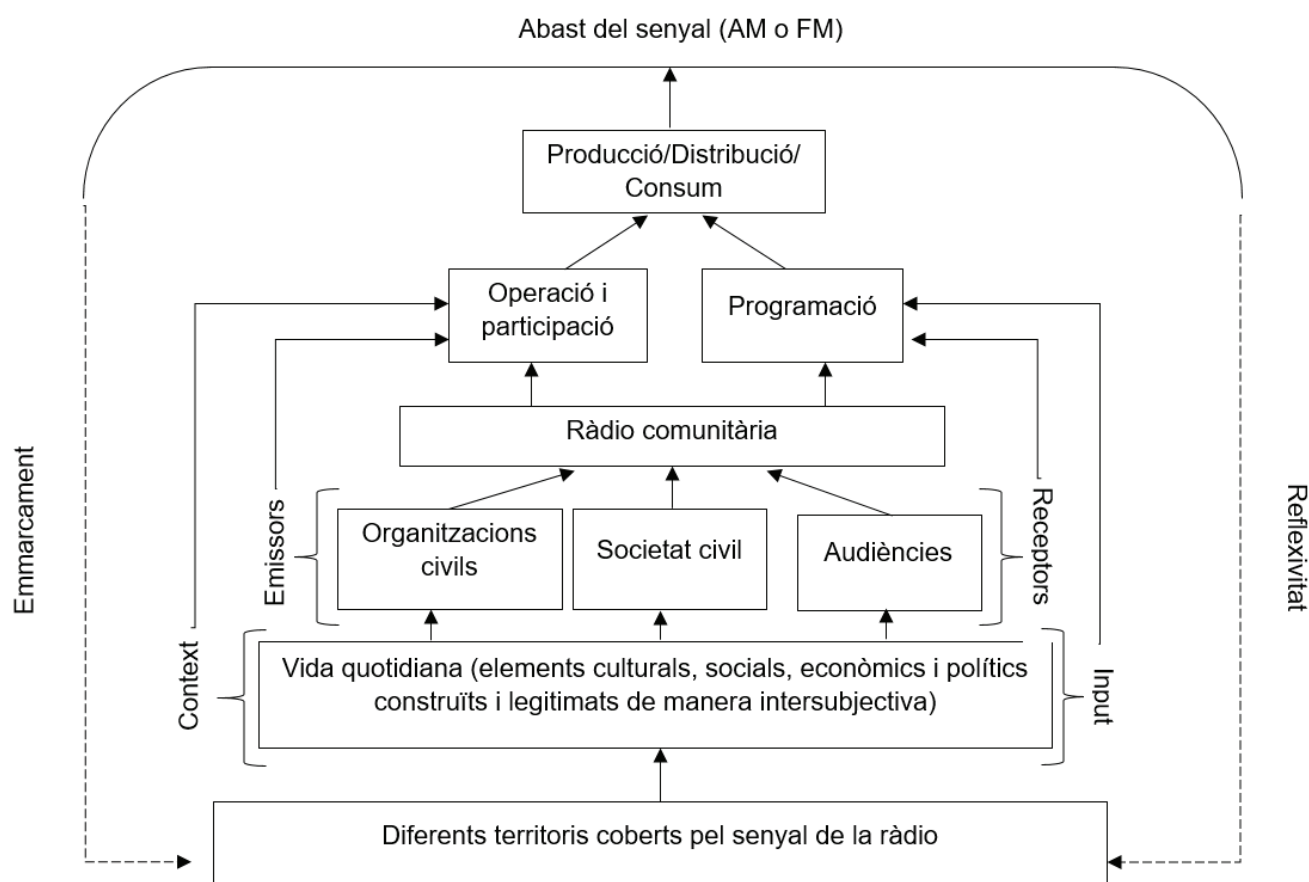 Abast del senyal (AM o FM)
Producció/Distribució/
Consum
Operació i
participació
Programació
Ràdio comunitària
Emissors
Organitzacions
civils
Societat civil
Audiències
Receptors
Emmarcament
Reflexivitat
Context
Vida quotidiana (elements culturals, socials, econòmics i polítics
construïts i legitimats de manera intersubjectiva)
Input
Diferents territoris coberts pel senyal de la ràdio